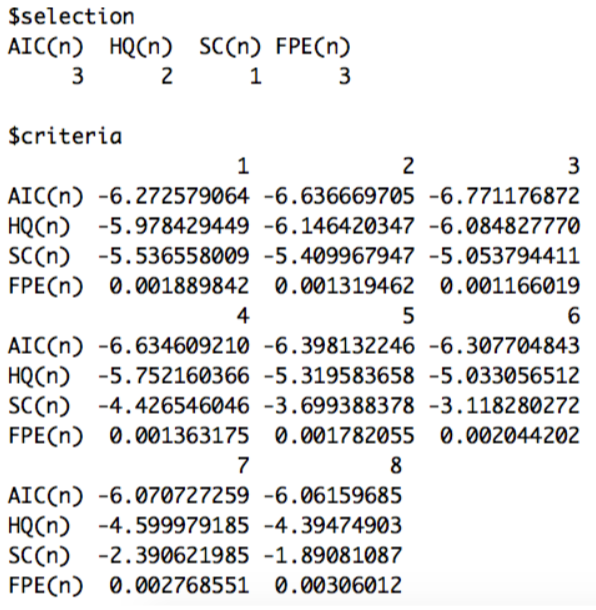 $selection
AIC(n) HQ(n) SC(n) FPE(n)
3 2 1 3
$criteria
1 2 3
AIC(n) -6.272579064 -6.636669705 -6.771176872
HQ(n) -5.978429449 -6.146420347 -6.084827770
SC(n) -5.536558009 -5.409967947 -5.053794411
FPE(n) 0.001889842 0.001319462 0.001166019
4 5 6
AIC(n) -6.634609210 -6.398132246 -6.307704843
HQ(n) -5.752160366 -5.319583658 -5.033056512
SC(n) -4.426546046 -3.699388378 -3.118280272
FPE(n) 0.001363175 0.001782055 0.002044202
7 8
AIC(n) -6.070727259 -6.06159685
HQ(n) -4.599979185 -4.39474903
SC(n) -2.390621985 -1.89081087
FPE(n) 0.002768551 0.00306012